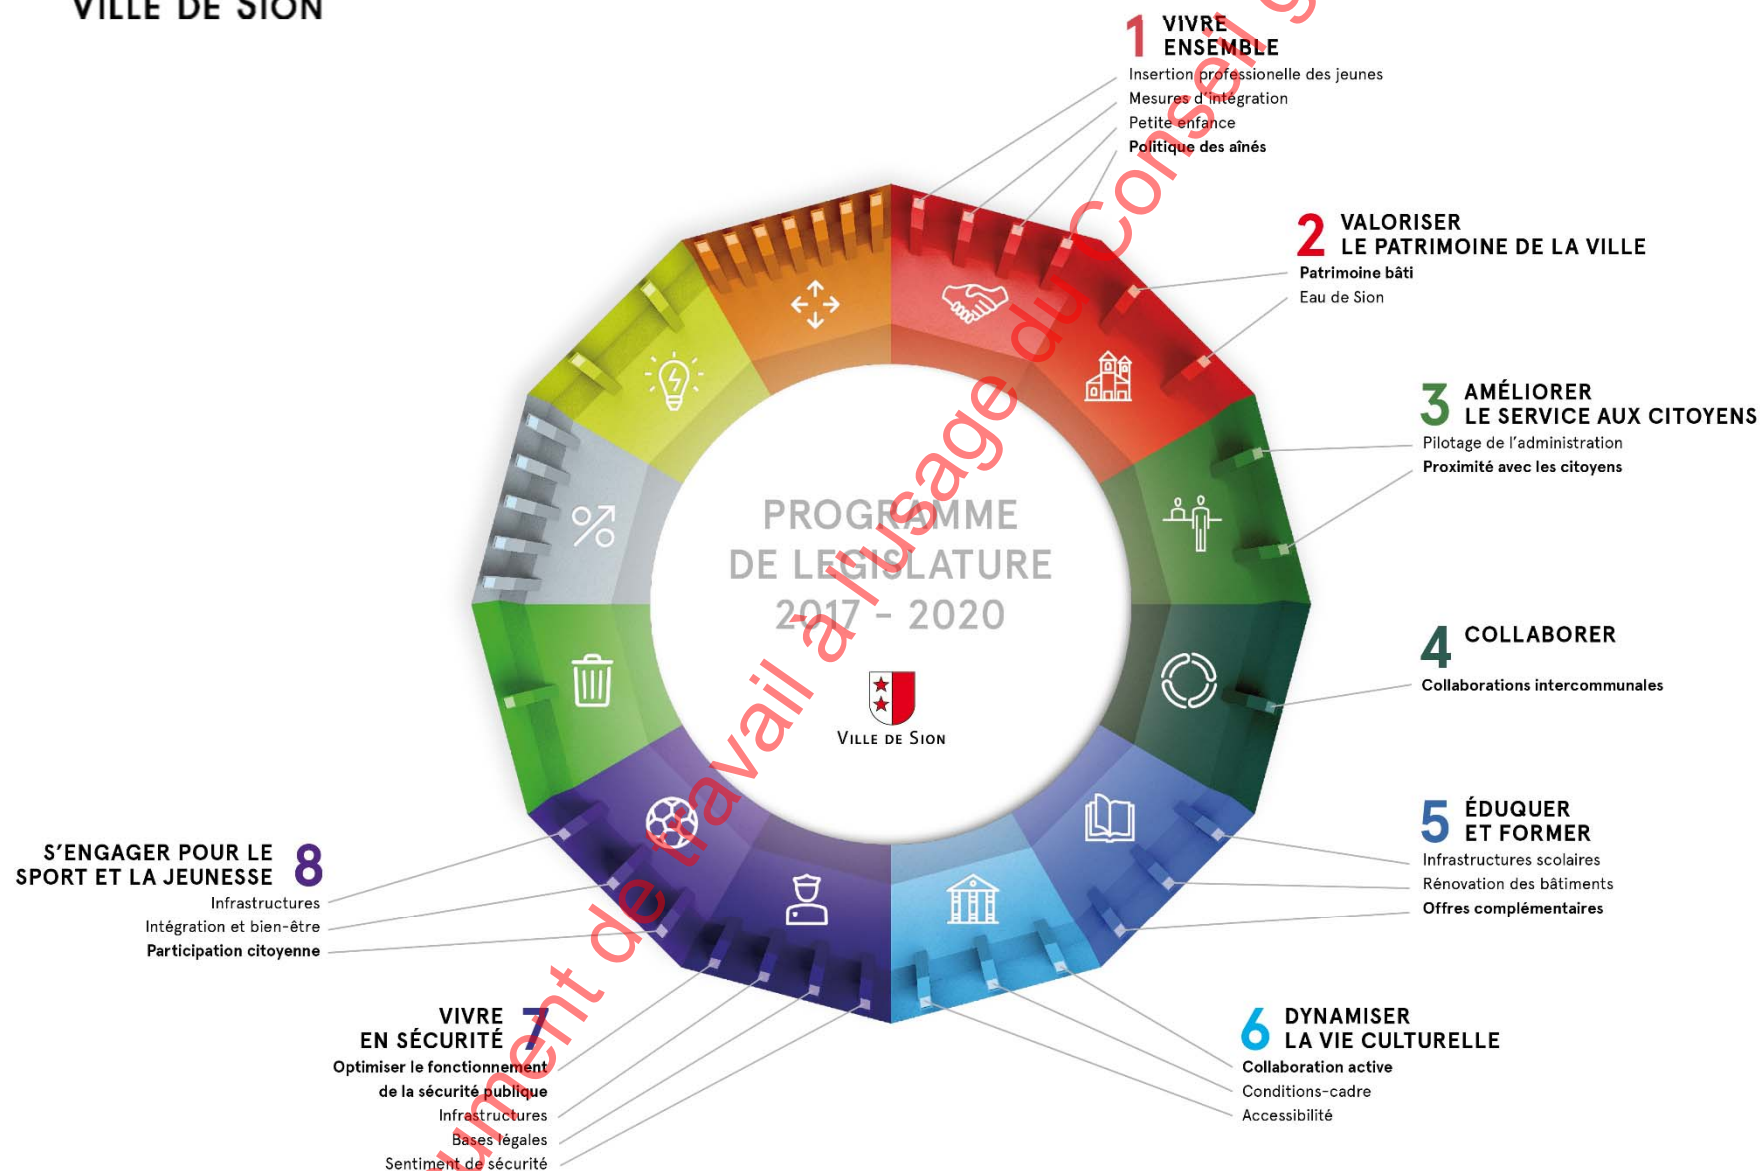 VILLE DE SION
1 VIVRE
ENSEMBLE
Insertion professionelle des jeunes
Mesures d'intégration
Petite enfance
Politique des aînés
2 VALORISER
LE PATRIMOINE DE LA VILLE
Patrimoine bâti
Eau de Sion
3 AMÉLIORER
LE SERVICE AUX CITOYENS
Pilotage de l'administration
Proximité avec les citoyens
PROGRAMME
DE LEGISLATURE
2017 - 2020
VILLE DE SION
4 COLLABORER
Collaborations intercommunales
5 ÉDUQUER
ET FORMER
Infrastructures scolaires
Rénovation des bâtiments
Offres complémentaires
6 DYNAMISER
LA VIE CULTURELLE
Collaboration active
Conditions-cadre
Accessibilité
VIVRE 7
EN SÉCURITÉ
Optimiser le fonctionnement
de la sécurité publique
Infrastructures
Bases légales
Sentiment de sécurité
S'ENGAGER POUR LE 8
SPORT ET LA JEUNESSE
Infrastructures
Intégration et bien-être
Participation citoyenne
de travail à l'usage du Conseil